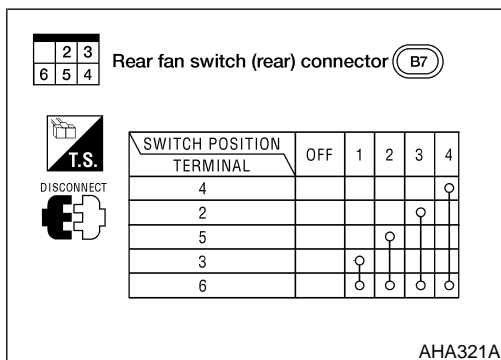 2 3
6 5 4
Rear fan switch (rear) connector B7
T.S.
DISCONNECT
SWITCH POSITION
TERMINAL
OFF 1 2 3 4
4
2
5
3
6
AHA321A